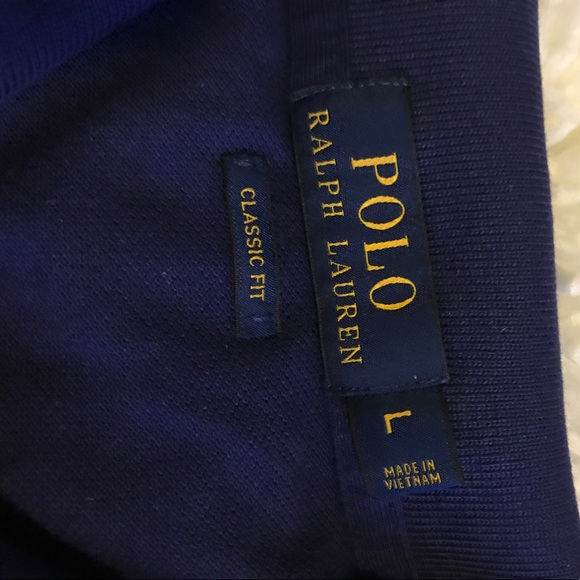 POLO
RALPH LAUREN
CLASSIC FIT
L
MADE IN
VIETNAM